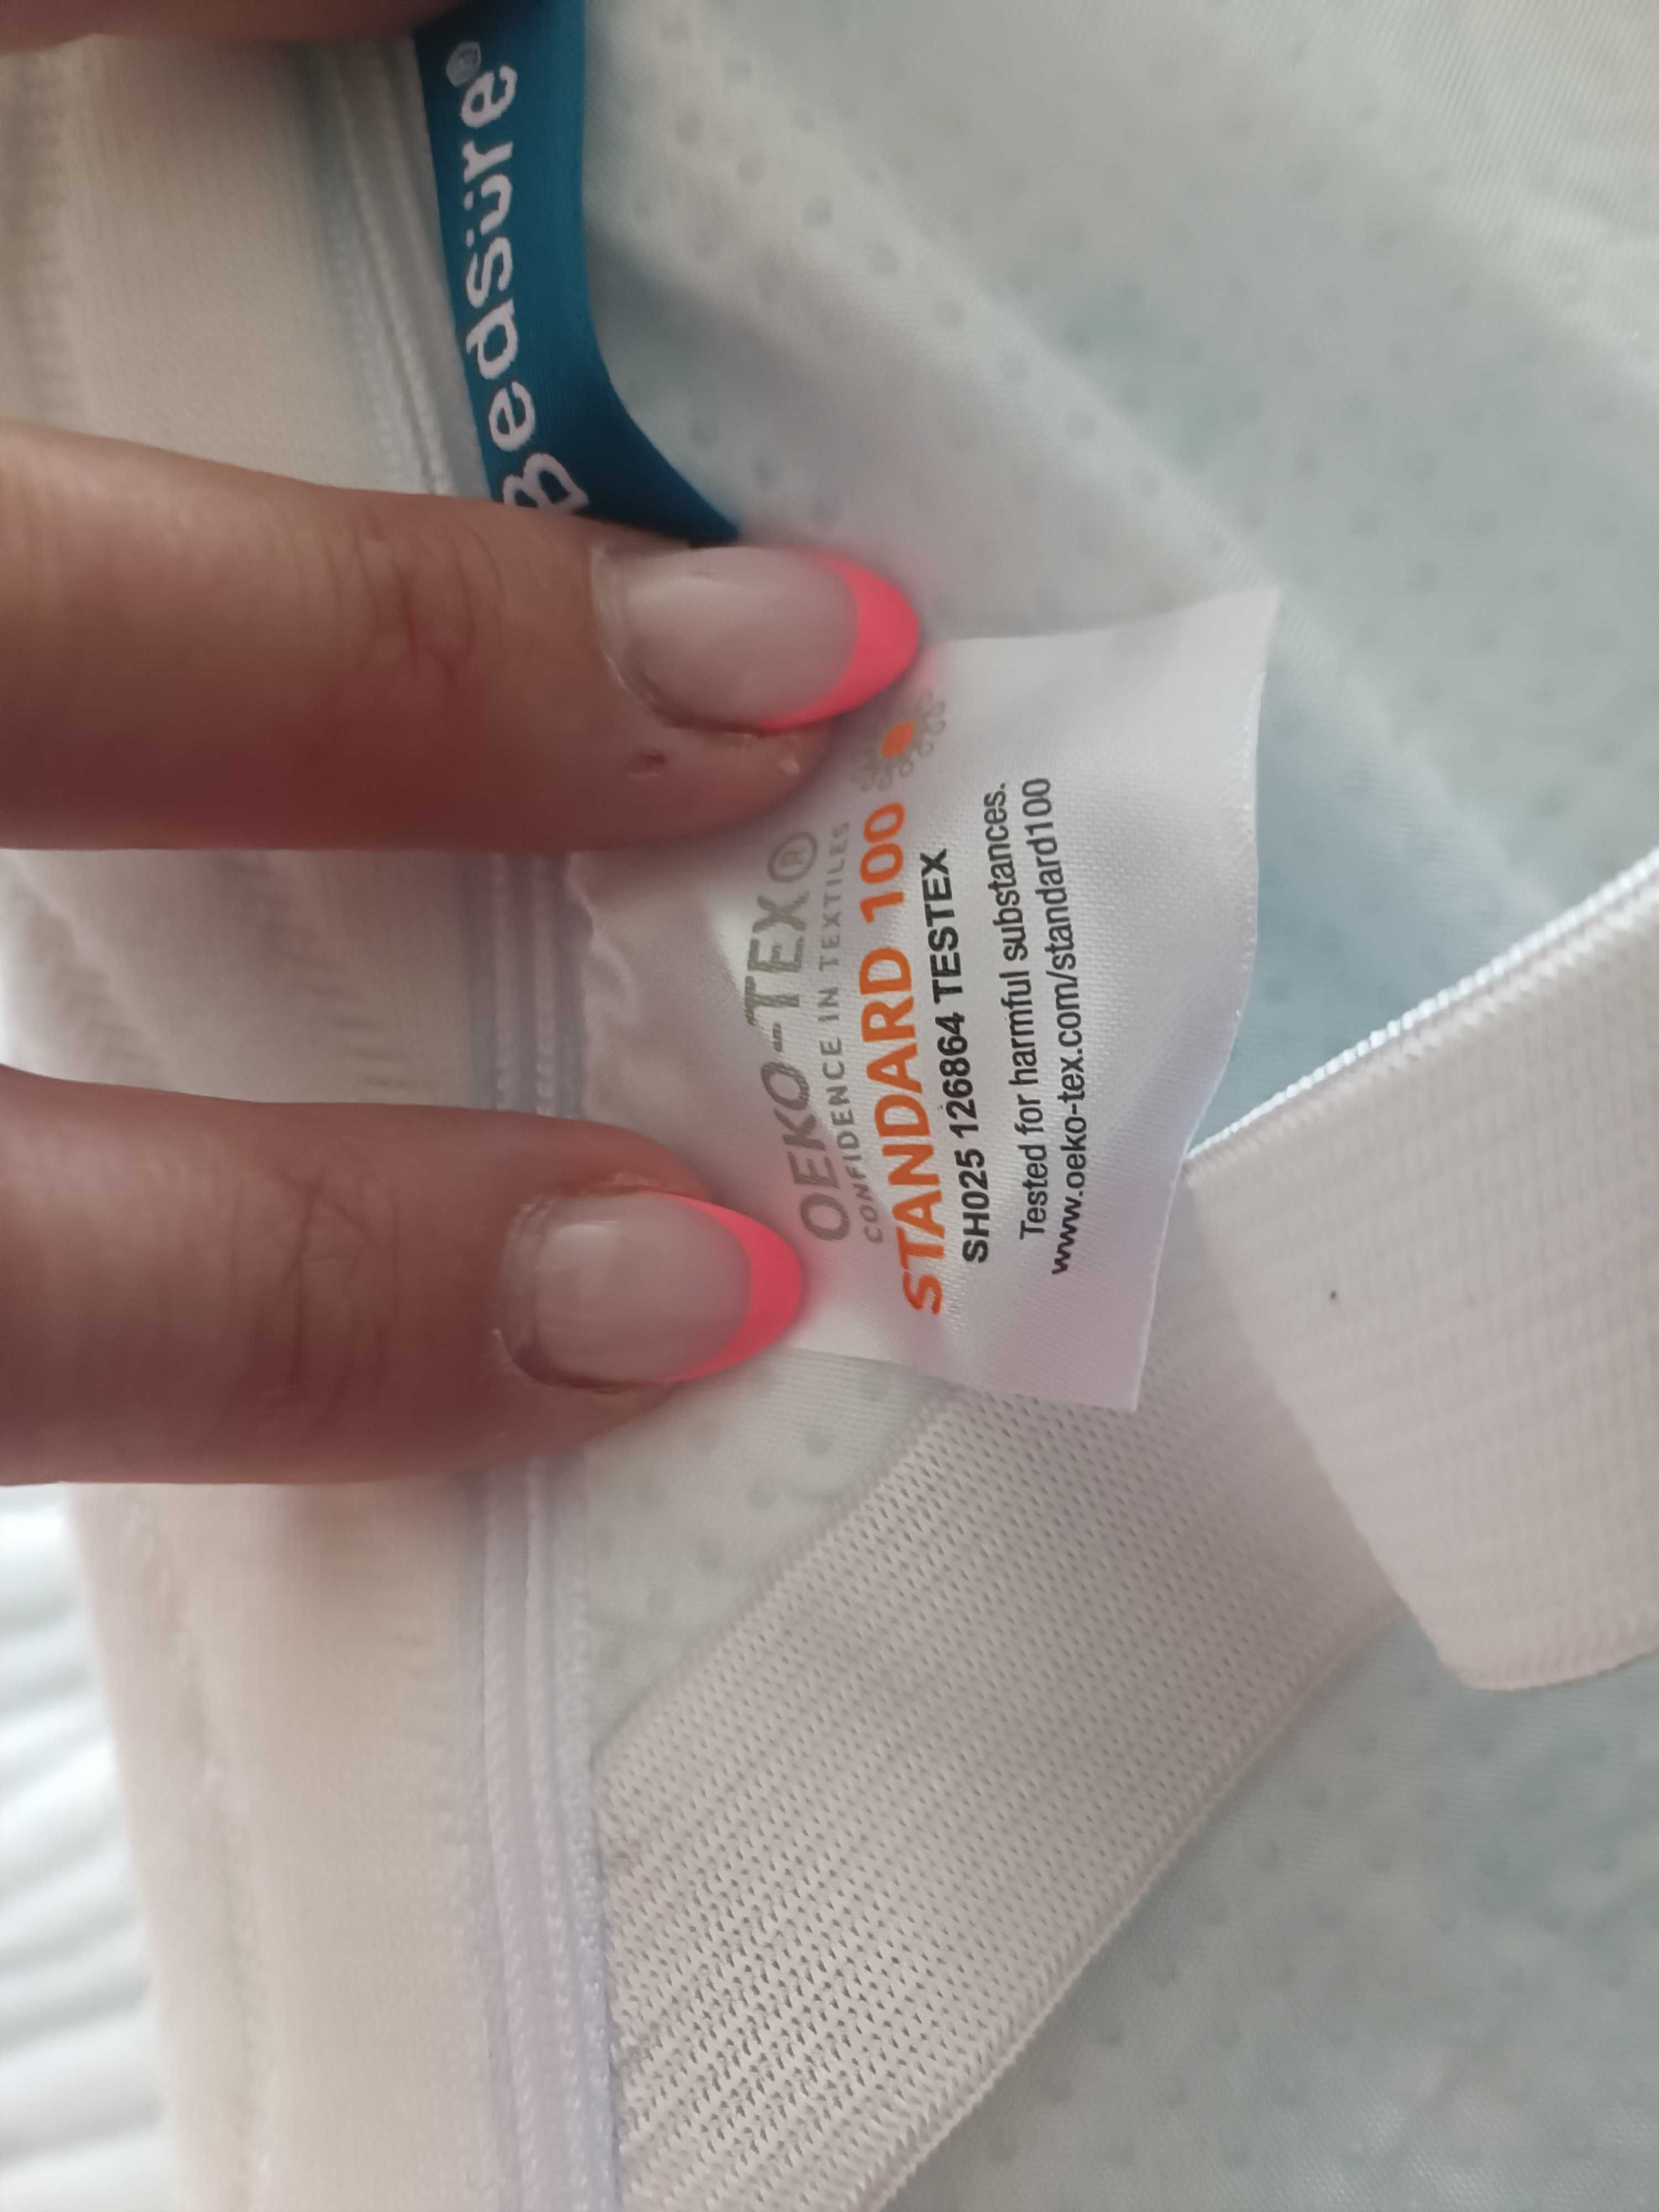 Bedsüre®
OEKO-TEX®
CONFIDENCE IN TEXTILES
STANDARD 100
SH025 126864 TESTEX
Tested for harmful substances.
www.oeko-tex.com/standard100